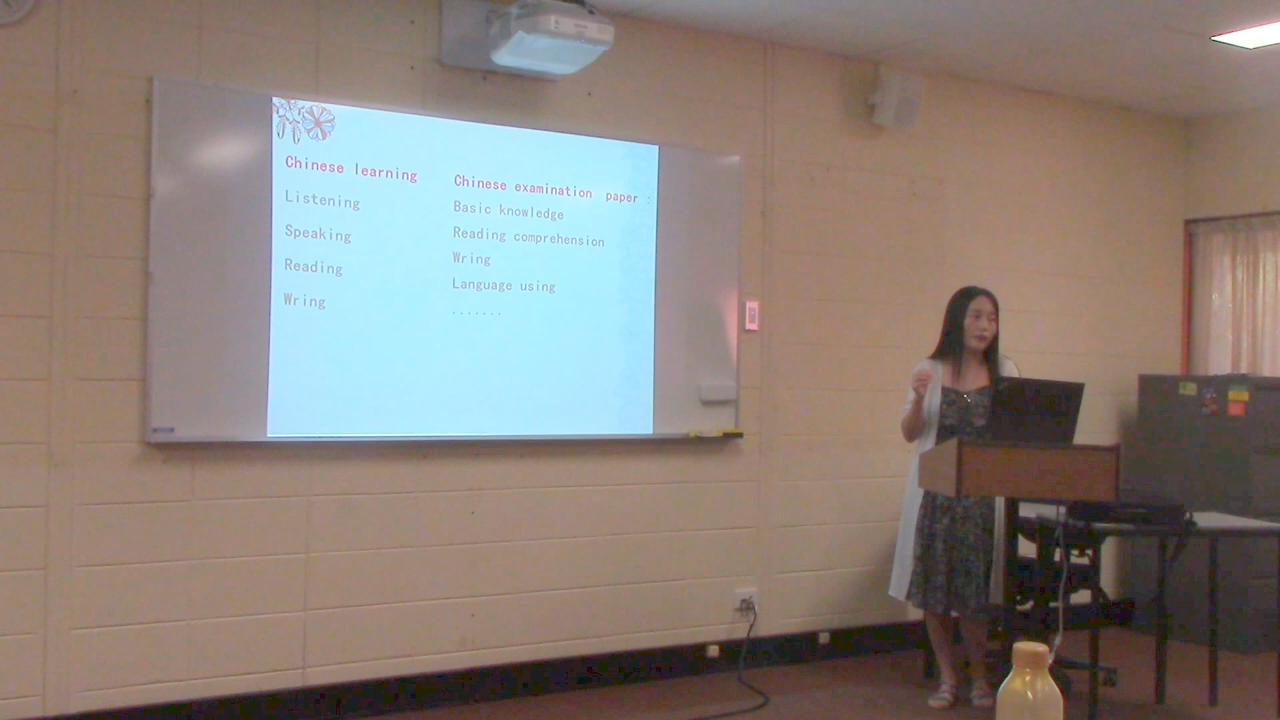 Chinese learning
Listening
Speaking
Reading
Wring
Chinese examination paper :
Basic knowledge
Reading comprehension
Wring
Language using
.......